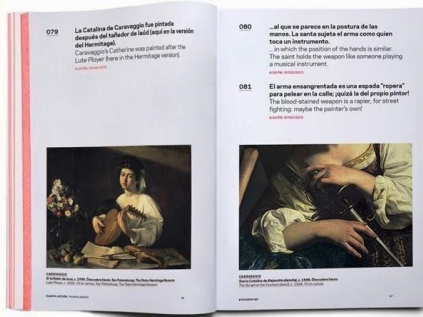 079
La Catalina de Caravaggio fue pintada
después del tañedor de laúd (aquí en la versión
del Hermitage).
Caravaggio's Catherine was painted after the
Lute Player (here in the Hermitage version).
CARAVAGGIO
080
...al que se parece en la postura de las
manos. La santa sujeta el arma como quien
toca un instrumento.
...in which the position of the hands is similar.
The saint holds the weapon like someone playing
a musical instrument.
081
El arma ensangrentada es una espada "ropera"
para pelear en la calle; ¡quizá la del propio pintor!
The blood-stained weapon is a rapier, for street
fighting; maybe the painter's own!
CARAVAGGIO